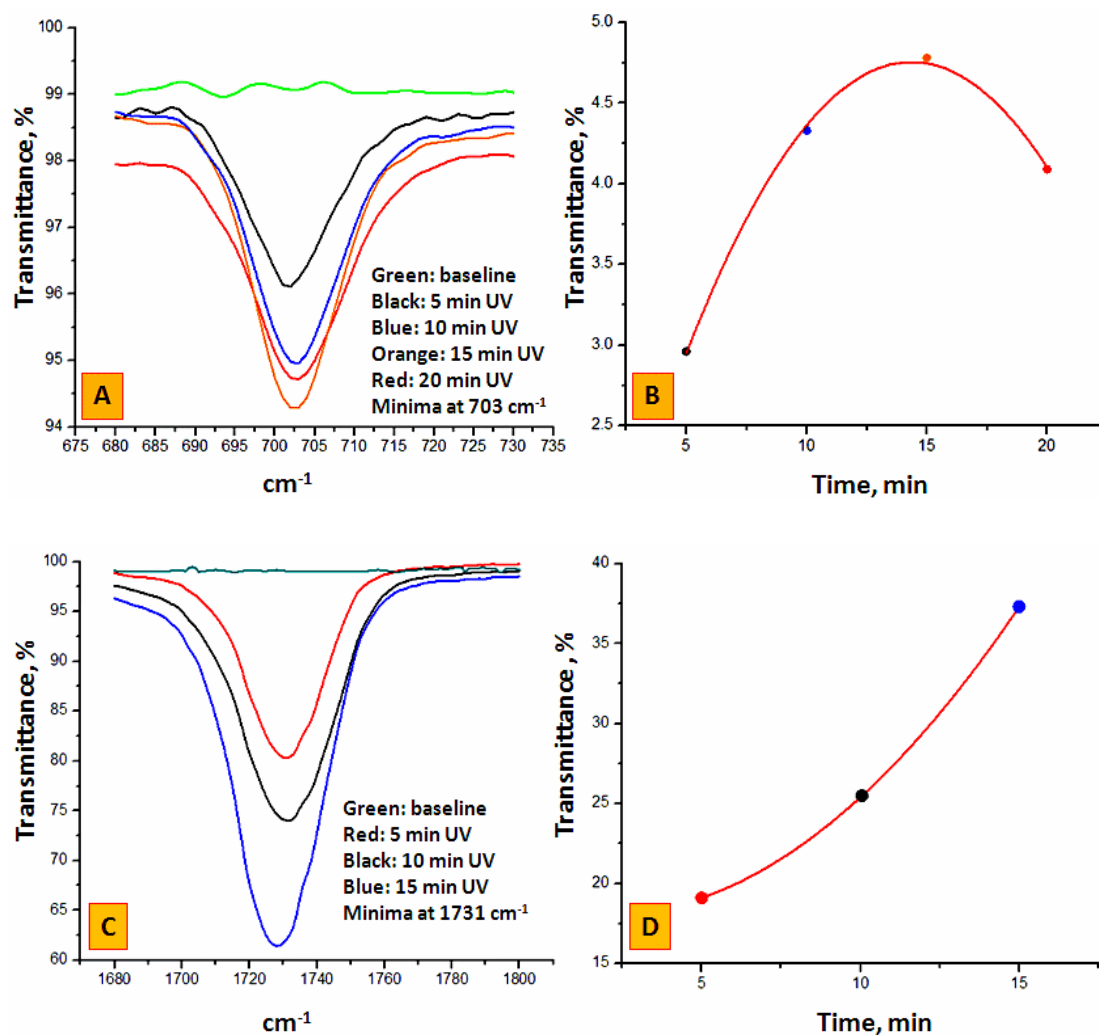 Transmittance, %
100
99
98
97
96
95
94
675 680 685 690 695 700 705 710 715 720 725 730 735
cm-1
Green: baseline
Black: 5 min UV
Blue: 10 min UV
Orange: 15 min UV
Red: 20 min UV
Minima at 703 cm-1
A
Transmittance, %
5.0
4.5
4.0
3.5
3.0
2.5
5 10 15 20
Time, min
B
Transmittance, %
100
95
90
85
80
75
70
65
60
1680 1700 1720 1740 1760 1780 1800
cm-1
Green: baseline
Red: 5 min UV
Black: 10 min UV
Blue: 15 min UV
Minima at 1731 cm-1
C
Transmittance, %
40
35
30
25
20
15
5 10 15
Time, min
D